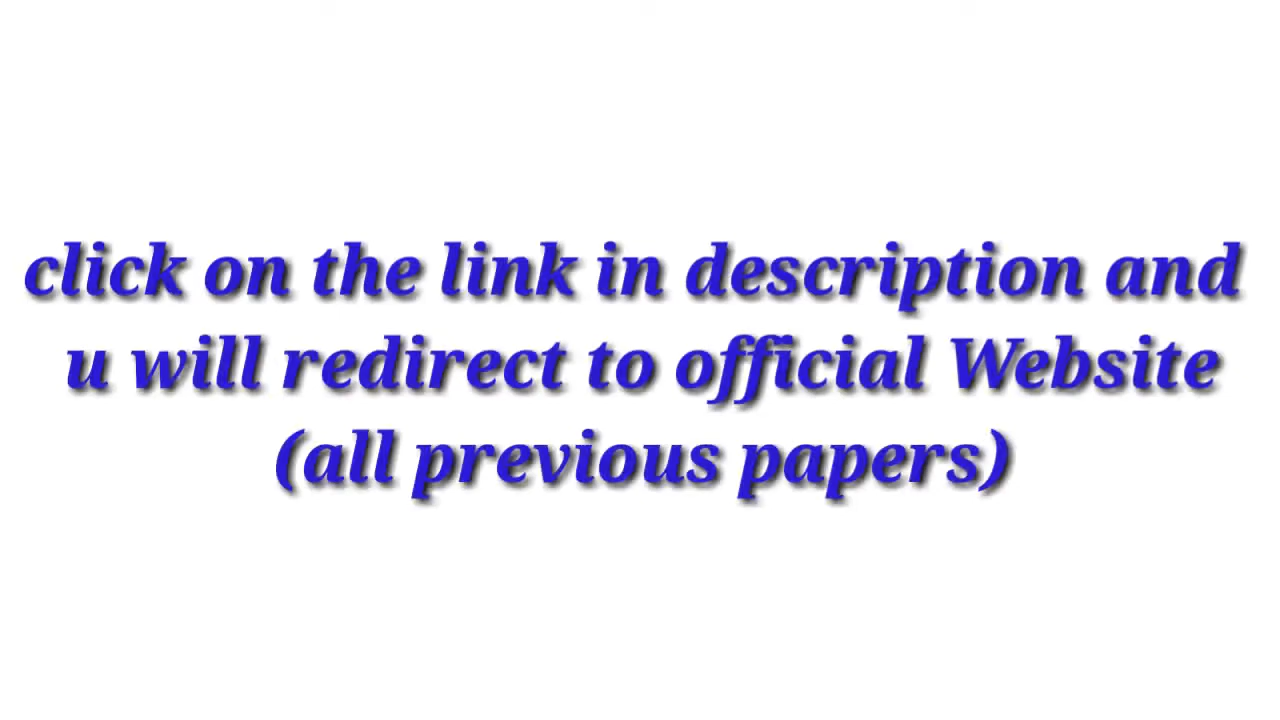 click on the link in description and
u will redirect to official Website
(all previous papers)